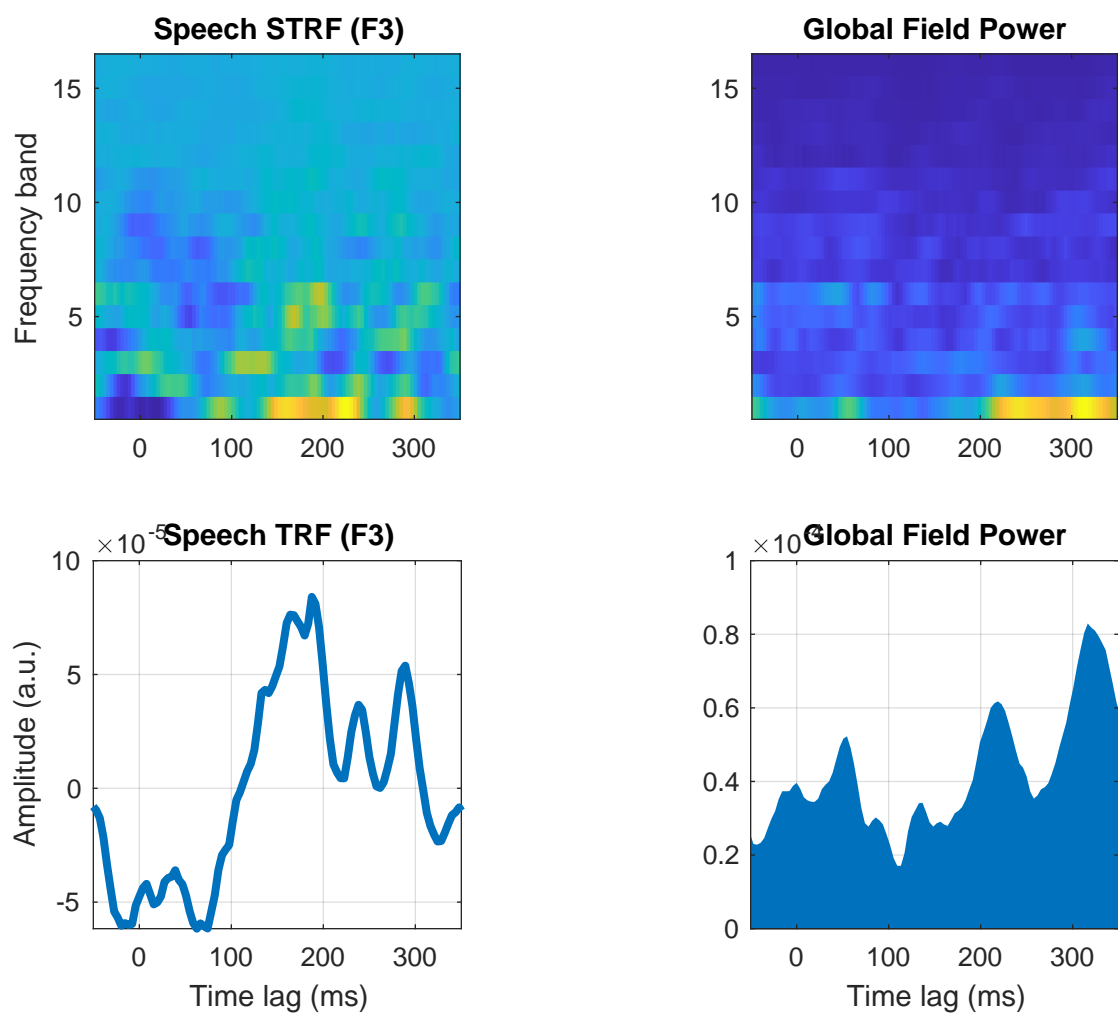 Speech STRF (F3)
Frequency band
15
10
5
0 100 200 300
Global Field Power
15
10
5
0 100 200 300
Speech TRF (F3)
×10-5
Amplitude (a.u.)
10
5
0
-5
0 100 200 300
Time lag (ms)
Global Field Power
×10-4
1
0.8
0.6
0.4
0.2
0
0 100 200 300
Time lag (ms)